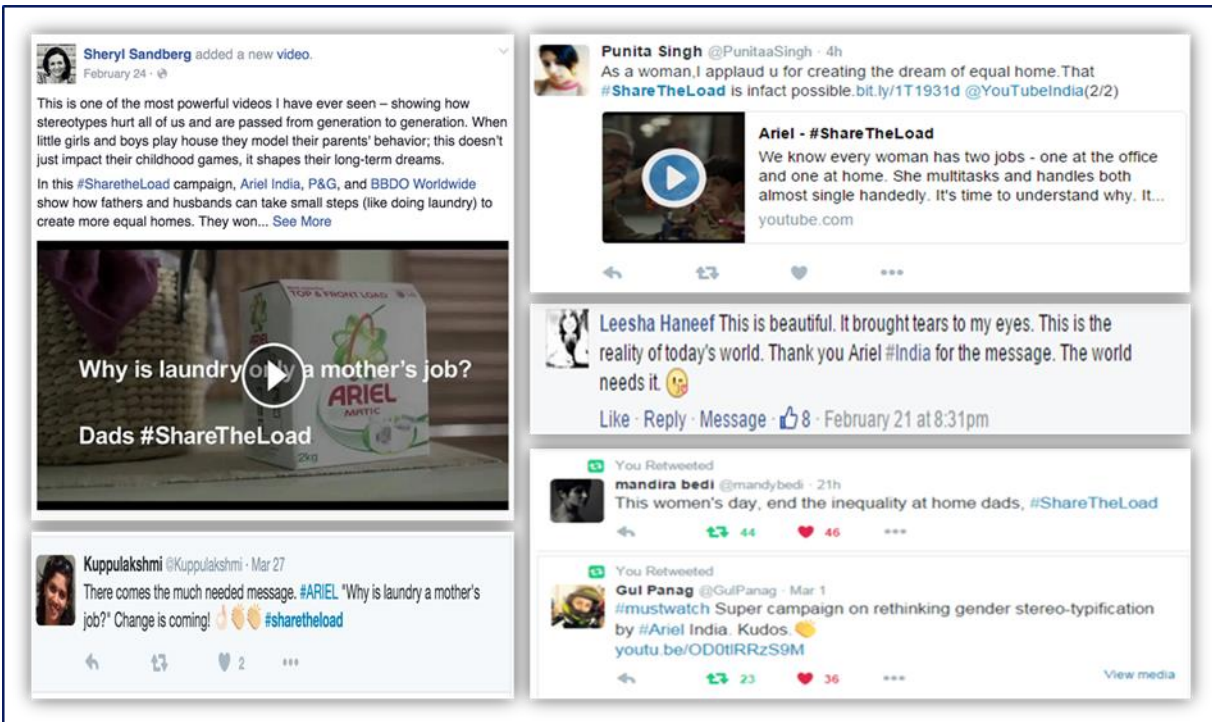 Sheryl Sandberg added a new video.
February 24 ·
This is one of the most powerful videos I have ever seen – showing how
stereotypes hurt all of us and are passed from generation to generation. When
little girls and boys play house they model their parents' behavior; this doesn't
just impact their childhood games, it shapes their long-term dreams.
In this #SharetheLoad campaign, Ariel India, P&G, and BBDO Worldwide
show how fathers and husbands can take small steps (like doing laundry) to
create more equal homes. They won... See More
TOP & FRONT LOAD
Why is laundry only a mother's job?
ARIEL
MATIC
Dads #ShareTheLoad
2kg
Kuppulakshmi @Kuppulakshmi · Mar 27
There comes the much needed message. #ARIEL "Why is laundry a mother's
job?" Change is coming! 👌👏👏 #sharetheload
2
Punita Singh @PunitaaSingh · 4h
As a woman,I applaud u for creating the dream of equal home.That
#ShareTheLoad is infact possible.bit.ly/1T1931d @YouTubeIndia(2/2)
Ariel - #ShareTheLoad
We know every woman has two jobs - one at the office
and one at home. She multitasks and handles both
almost single handedly. It's time to understand why. It...
youtube.com
Leesha Haneef This is beautiful. It brought tears to my eyes. This is the
reality of today's world. Thank you Ariel #India for the message. The world
needs it. 😘
Like · Reply · Message · 👍 8 · February 21 at 8:31pm
You Retweeted
mandira bedi @mandybedi · 21h
This women's day, end the inequality at home dads, #ShareTheLoad
44 46
You Retweeted
Gul Panag @GulPanag · Mar 1
#mustwatch Super campaign on rethinking gender stereo-typification
by #Ariel India. Kudos. 👏
youtu.be/OD0tlRRzS9M
23 36 View media